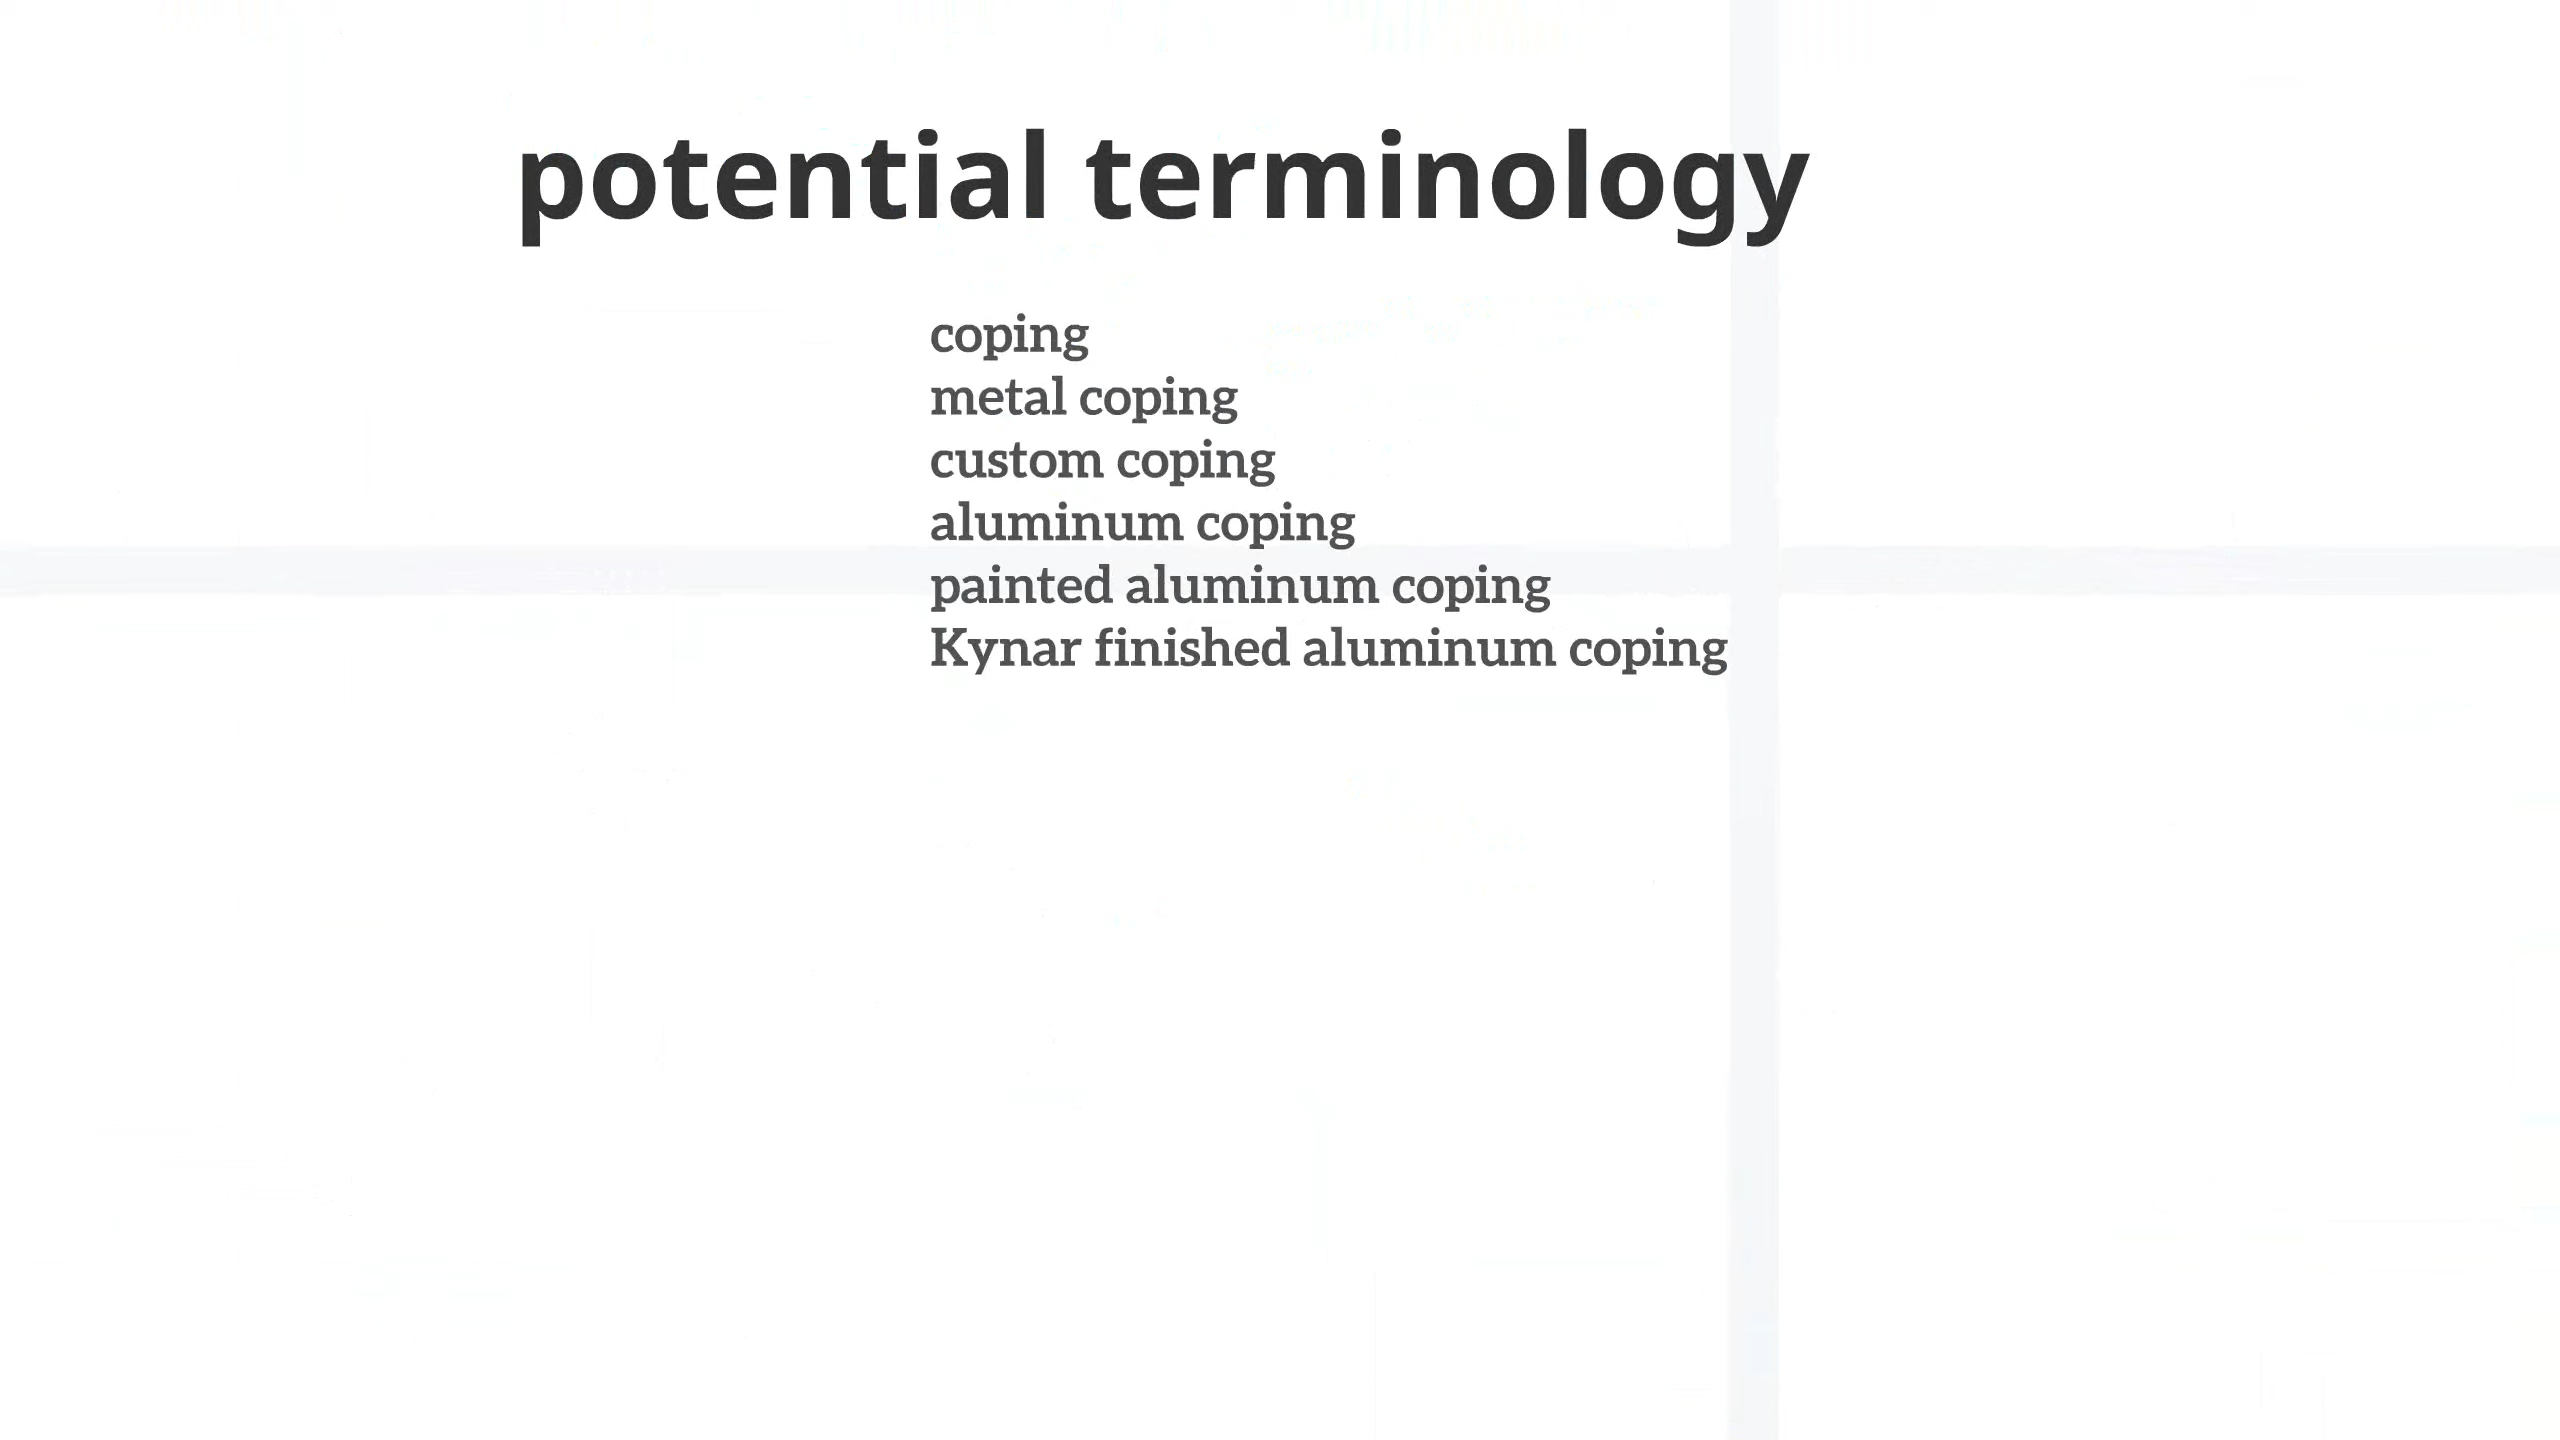 potential terminology
coping
metal coping
custom coping
aluminum coping
painted aluminum coping
Kynar finished aluminum coping